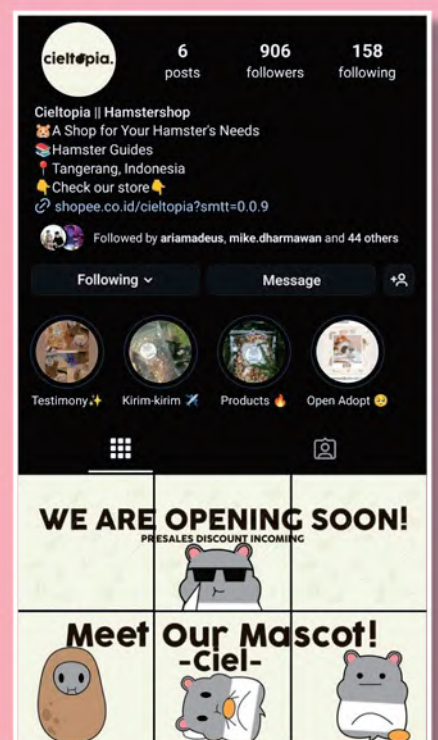 cieltopia.
6 906 158
posts followers following
Cieltopia || Hamstershop
🐹A Shop for Your Hamster's Needs
📚Hamster Guides
📍Tangerang, Indonesia
👇Check our store👇
shopee.co.id/cieltopia?smtt=0.0.9
Followed by ariamadeus, mike.dharmawan and 44 others
Following Message
Testimony✨ Kirim-kirim ✈️ Products 🔥 Open Adopt 🥺
WE ARE OPENING SOON!
PRESALES DISCOUNT INCOMING
Meet Our Mascot!
-Ciel-